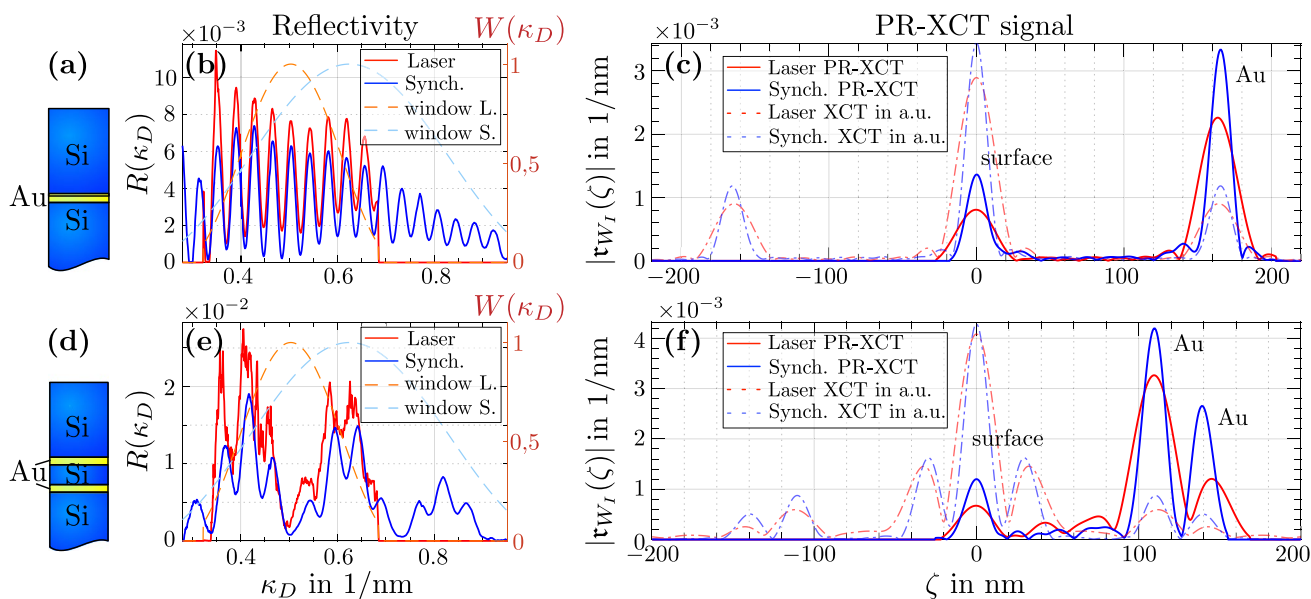 Reflectivity
PR-XCT signal
(a)
Si
Au
Si
(b)
×10⁻³
W(κ_D)
Laser
Synch.
window L.
window S.
R(κ_D)
10
8
6
4
2
0
1
0,5
0
0.4
0.6
0.8
(c)
×10⁻³
Laser PR-XCT
Synch. PR-XCT
Laser XCT in a.u.
Synch. XCT in a.u.
Au
surface
|𝔯_{W_I}(ζ)| in 1/nm
3
2
1
0
−200
−100
0
100
200
(d)
Si
Au
Si
Si
(e)
×10⁻²
W(κ_D)
Laser
Synch.
window L.
window S.
R(κ_D)
2
1
0
1
0,5
0
0.4
0.6
0.8
κ_D in 1/nm
(f)
×10⁻³
Laser PR-XCT
Synch. PR-XCT
Laser XCT in a.u.
Synch. XCT in a.u.
Au
Au
surface
|𝔯_{W_I}(ζ)| in 1/nm
4
3
2
1
0
−200
−100
0
100
200
ζ in nm